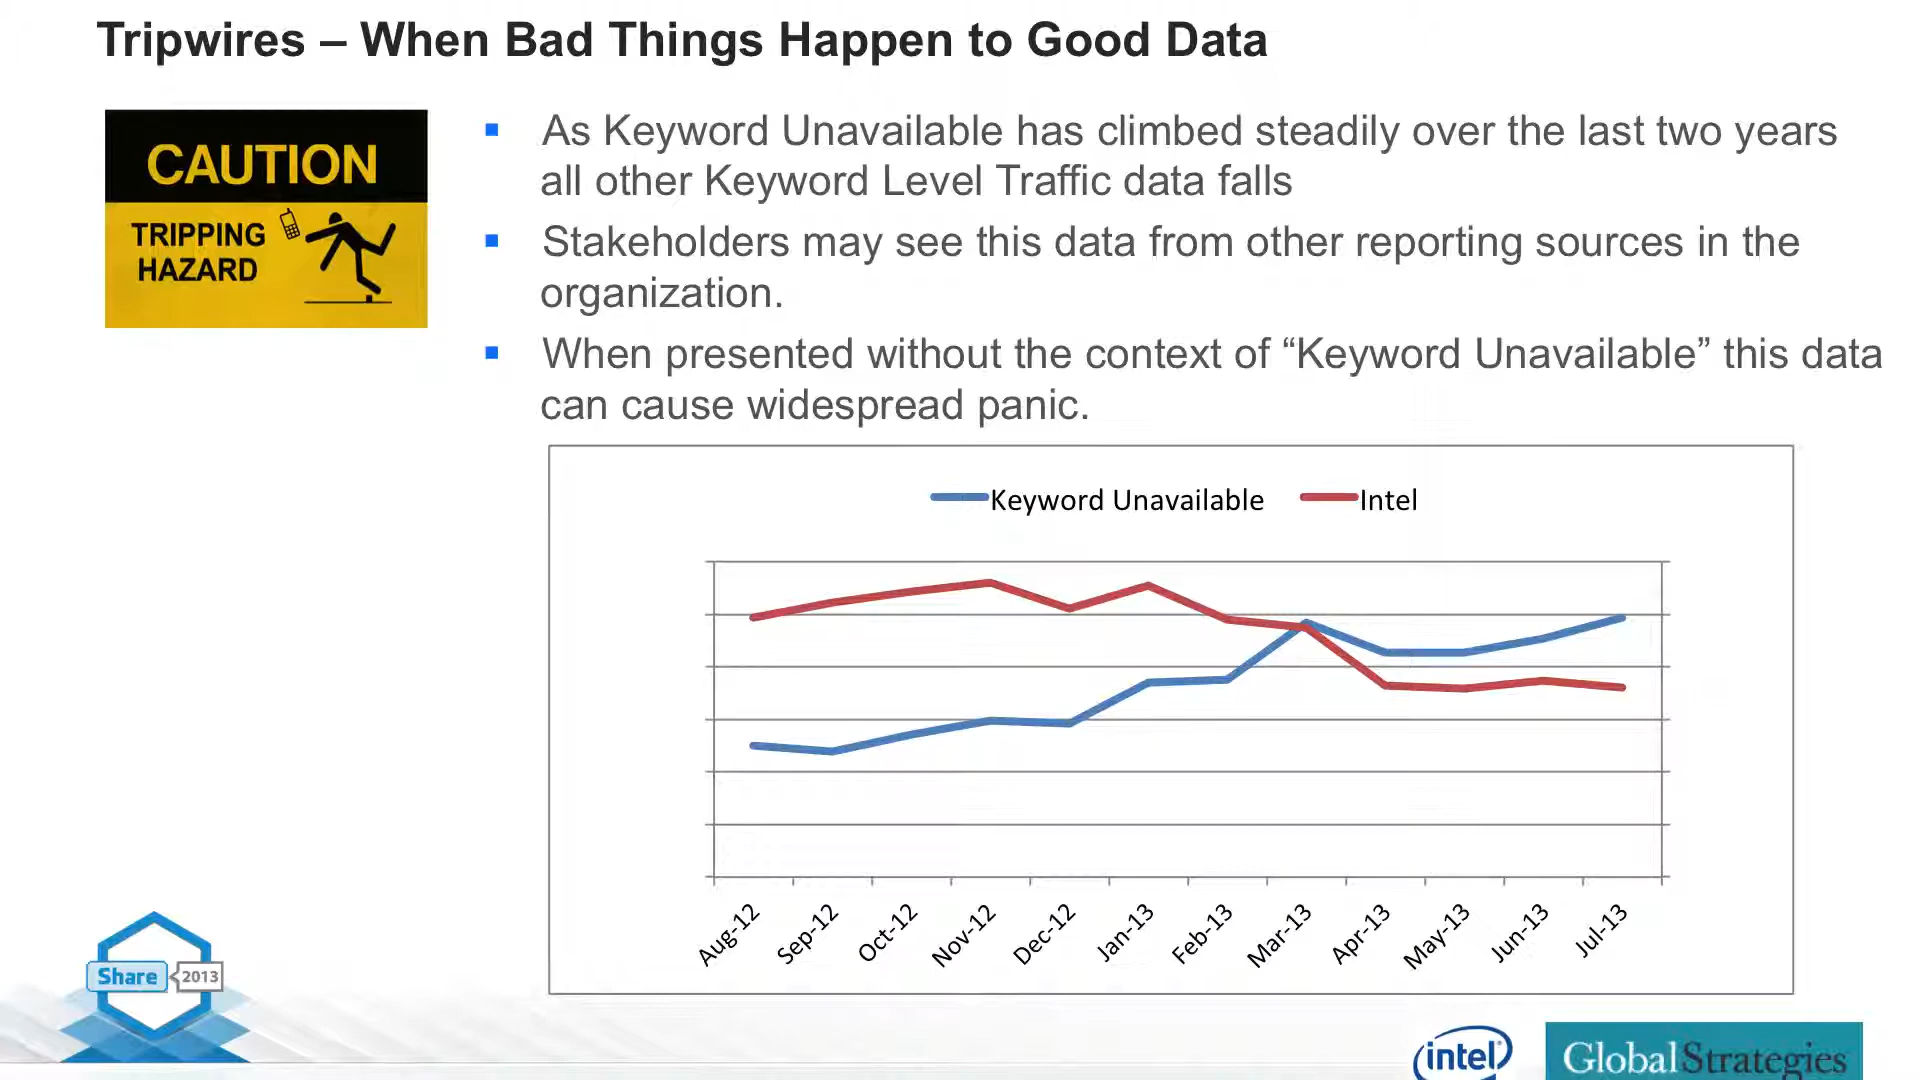 Tripwires – When Bad Things Happen to Good Data
CAUTION
TRIPPING
HAZARD
As Keyword Unavailable has climbed steadily over the last two years
all other Keyword Level Traffic data falls
Stakeholders may see this data from other reporting sources in the
organization.
When presented without the context of “Keyword Unavailable” this data
can cause widespread panic.
Keyword Unavailable Intel
Aug-12 Sep-12 Oct-12 Nov-12 Dec-12 Jan-13 Feb-13 Mar-13 Apr-13 May-13 Jun-13 Jul-13
Share 2013
intel
GlobalStrategies